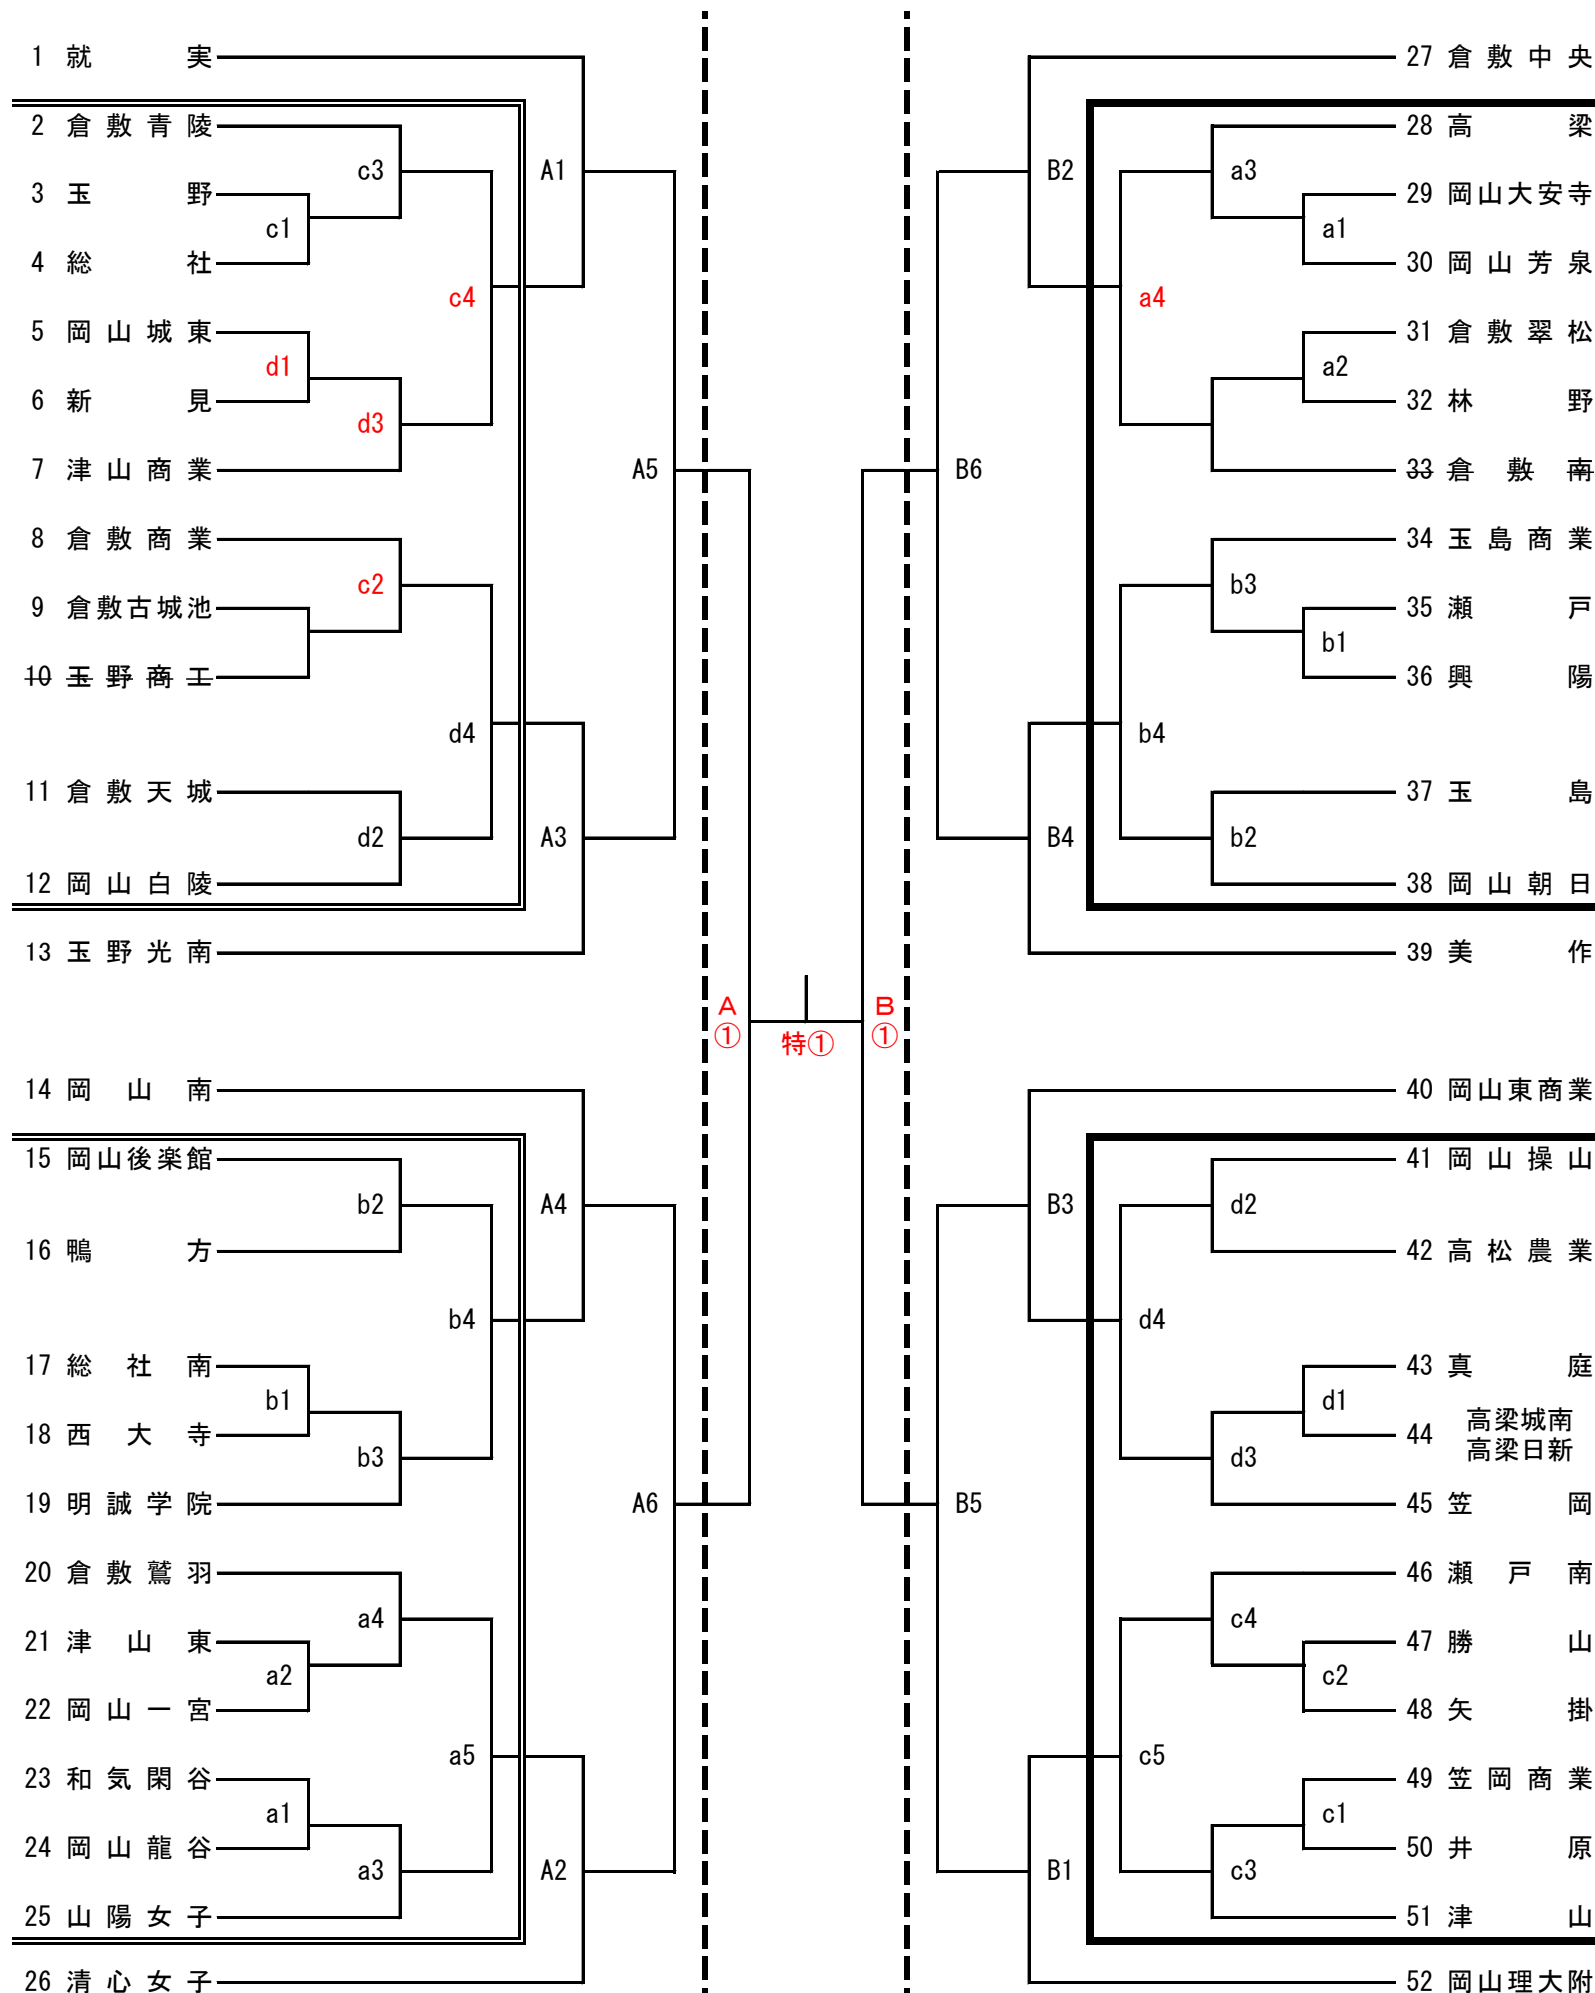 1 就実
2 倉敷青陵
c3
3 玉野
c1
4 総社
c4
A1
5 岡山城東
d1
6 新見
d3
7 津山商業
A5
8 倉敷商業
c2
9 倉敷古城池
10 玉野商工
d4
11 倉敷天城
d2
A3
12 岡山白陵
13 玉野光南
A
①
特①
B
①
14 岡山南
15 岡山後楽館
b2
A4
16 鴨方
b4
17 総社南
b1
18 西大寺
b3
19 明誠学院
A6
20 倉敷鷲羽
a4
21 津山東
a2
22 岡山一宮
a5
23 和気閑谷
a1
24 岡山龍谷
a3
A2
25 山陽女子
26 清心女子
27 倉敷中央
28 高梁
B2
a3
29 岡山大安寺
a1
30 岡山芳泉
a4
31 倉敷翠松
a2
32 林野
B6
33 倉敷南
34 玉島商業
b3
35 瀬戸
b1
36 興陽
b4
37 玉島
B4
b2
38 岡山朝日
39 美作
40 岡山東商業
41 岡山操山
B3
d2
42 高松農業
d4
43 真庭
d1
44 高梁城南
高梁日新
d3
45 笠岡
B5
46 瀬戸南
c4
47 勝山
c2
48 矢掛
c5
49 笠岡商業
c1
50 井原
B1
c3
51 津山
52 岡山理大附